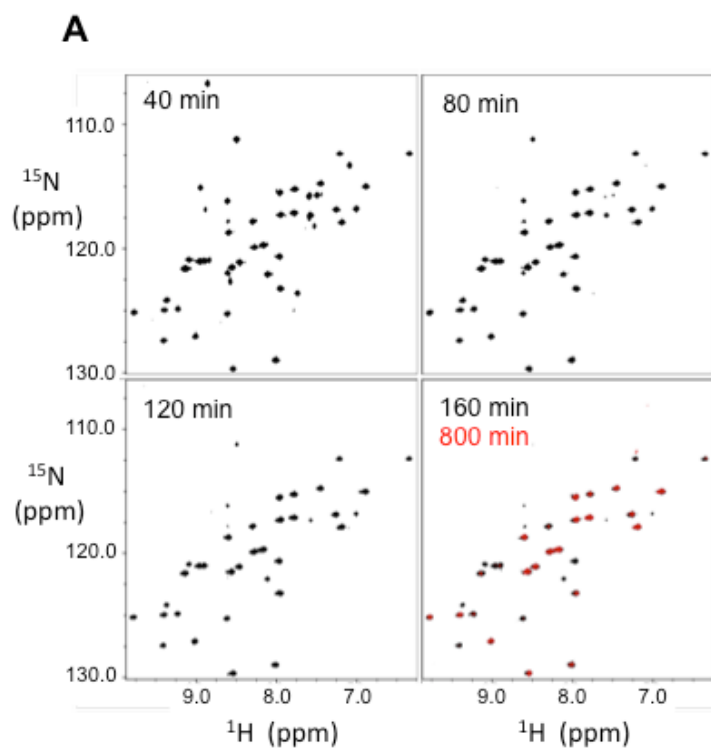 A
40 min
80 min
110.0
15N
(ppm)
120.0
130.0
120 min
160 min
800 min
110.0
15N
(ppm)
120.0
130.0
9.0 8.0 7.0 9.0 8.0 7.0
1H (ppm) 1H (ppm)